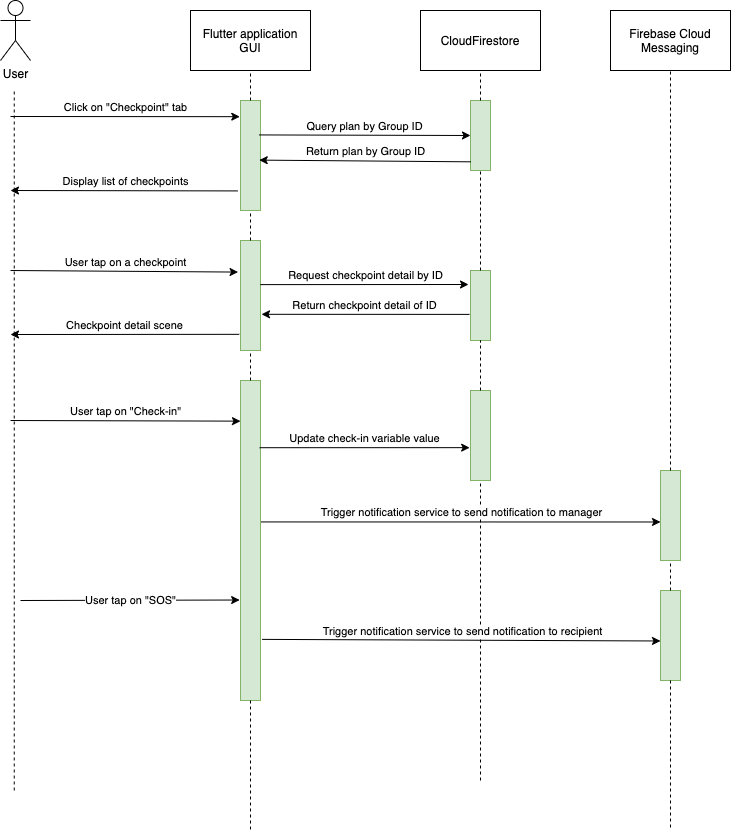 User
Flutter application
GUI
CloudFirestore
Firebase Cloud
Messaging
Click on "Checkpoint" tab
Query plan by Group ID
Return plan by Group ID
Display list of checkpoints
User tap on a checkpoint
Request checkpoint detail by ID
Return checkpoint detail of ID
Checkpoint detail scene
User tap on "Check-in"
Update check-in variable value
Trigger notification service to send notification to manager
User tap on "SOS"
Trigger notification service to send notification to recipient